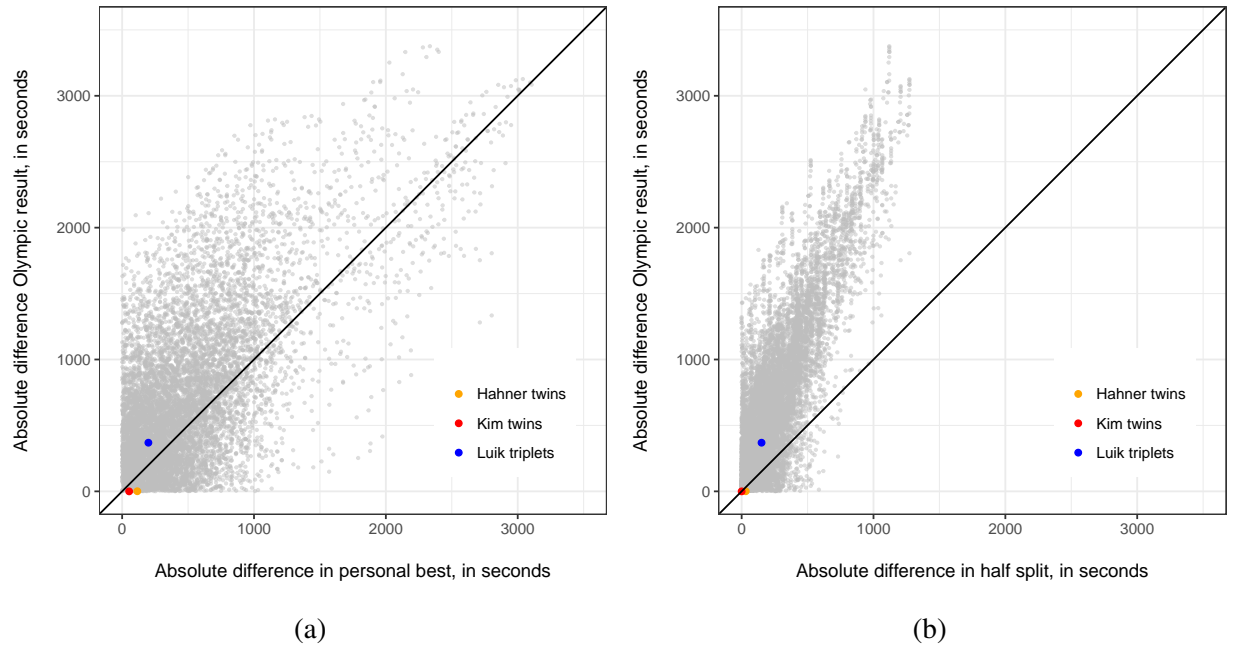 Absolute difference Olympic result, in seconds
3000
2000
1000
0
Hahner twins
Kim twins
Luik triplets
0 1000 2000 3000
Absolute difference in personal best, in seconds
(a)
Absolute difference Olympic result, in seconds
3000
2000
1000
0
Hahner twins
Kim twins
Luik triplets
0 1000 2000 3000
Absolute difference in half split, in seconds
(b)